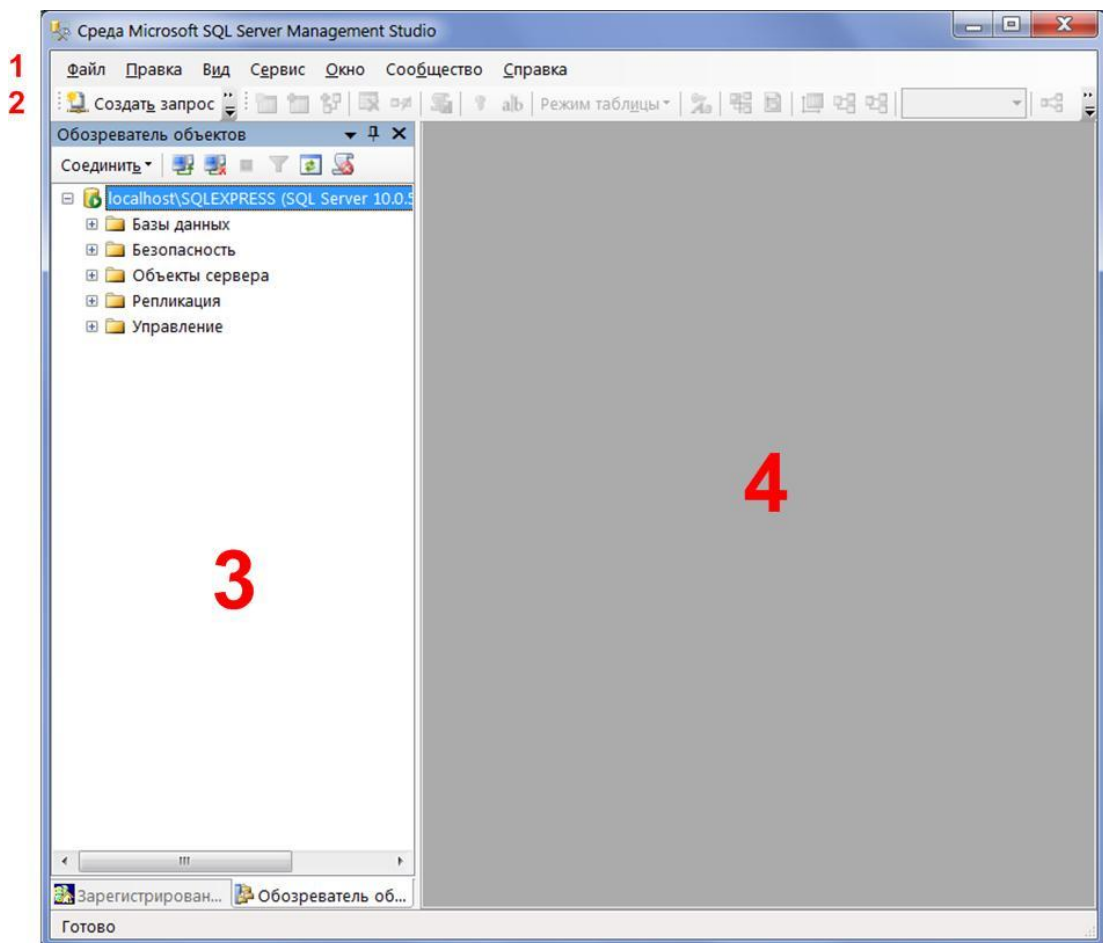 Среда Microsoft SQL Server Management Studio
1
Файл Правка Вид Сервис Окно Сообщество Справка
2
Создать запрос Режим таблицы
Обозреватель объектов
Соединить
localhost\SQLEXPRESS (SQL Server 10.0.5
Базы данных
Безопасность
Объекты сервера
Репликация
Управление
3
4
Зарегистрирован... Обозреватель об...
Готово